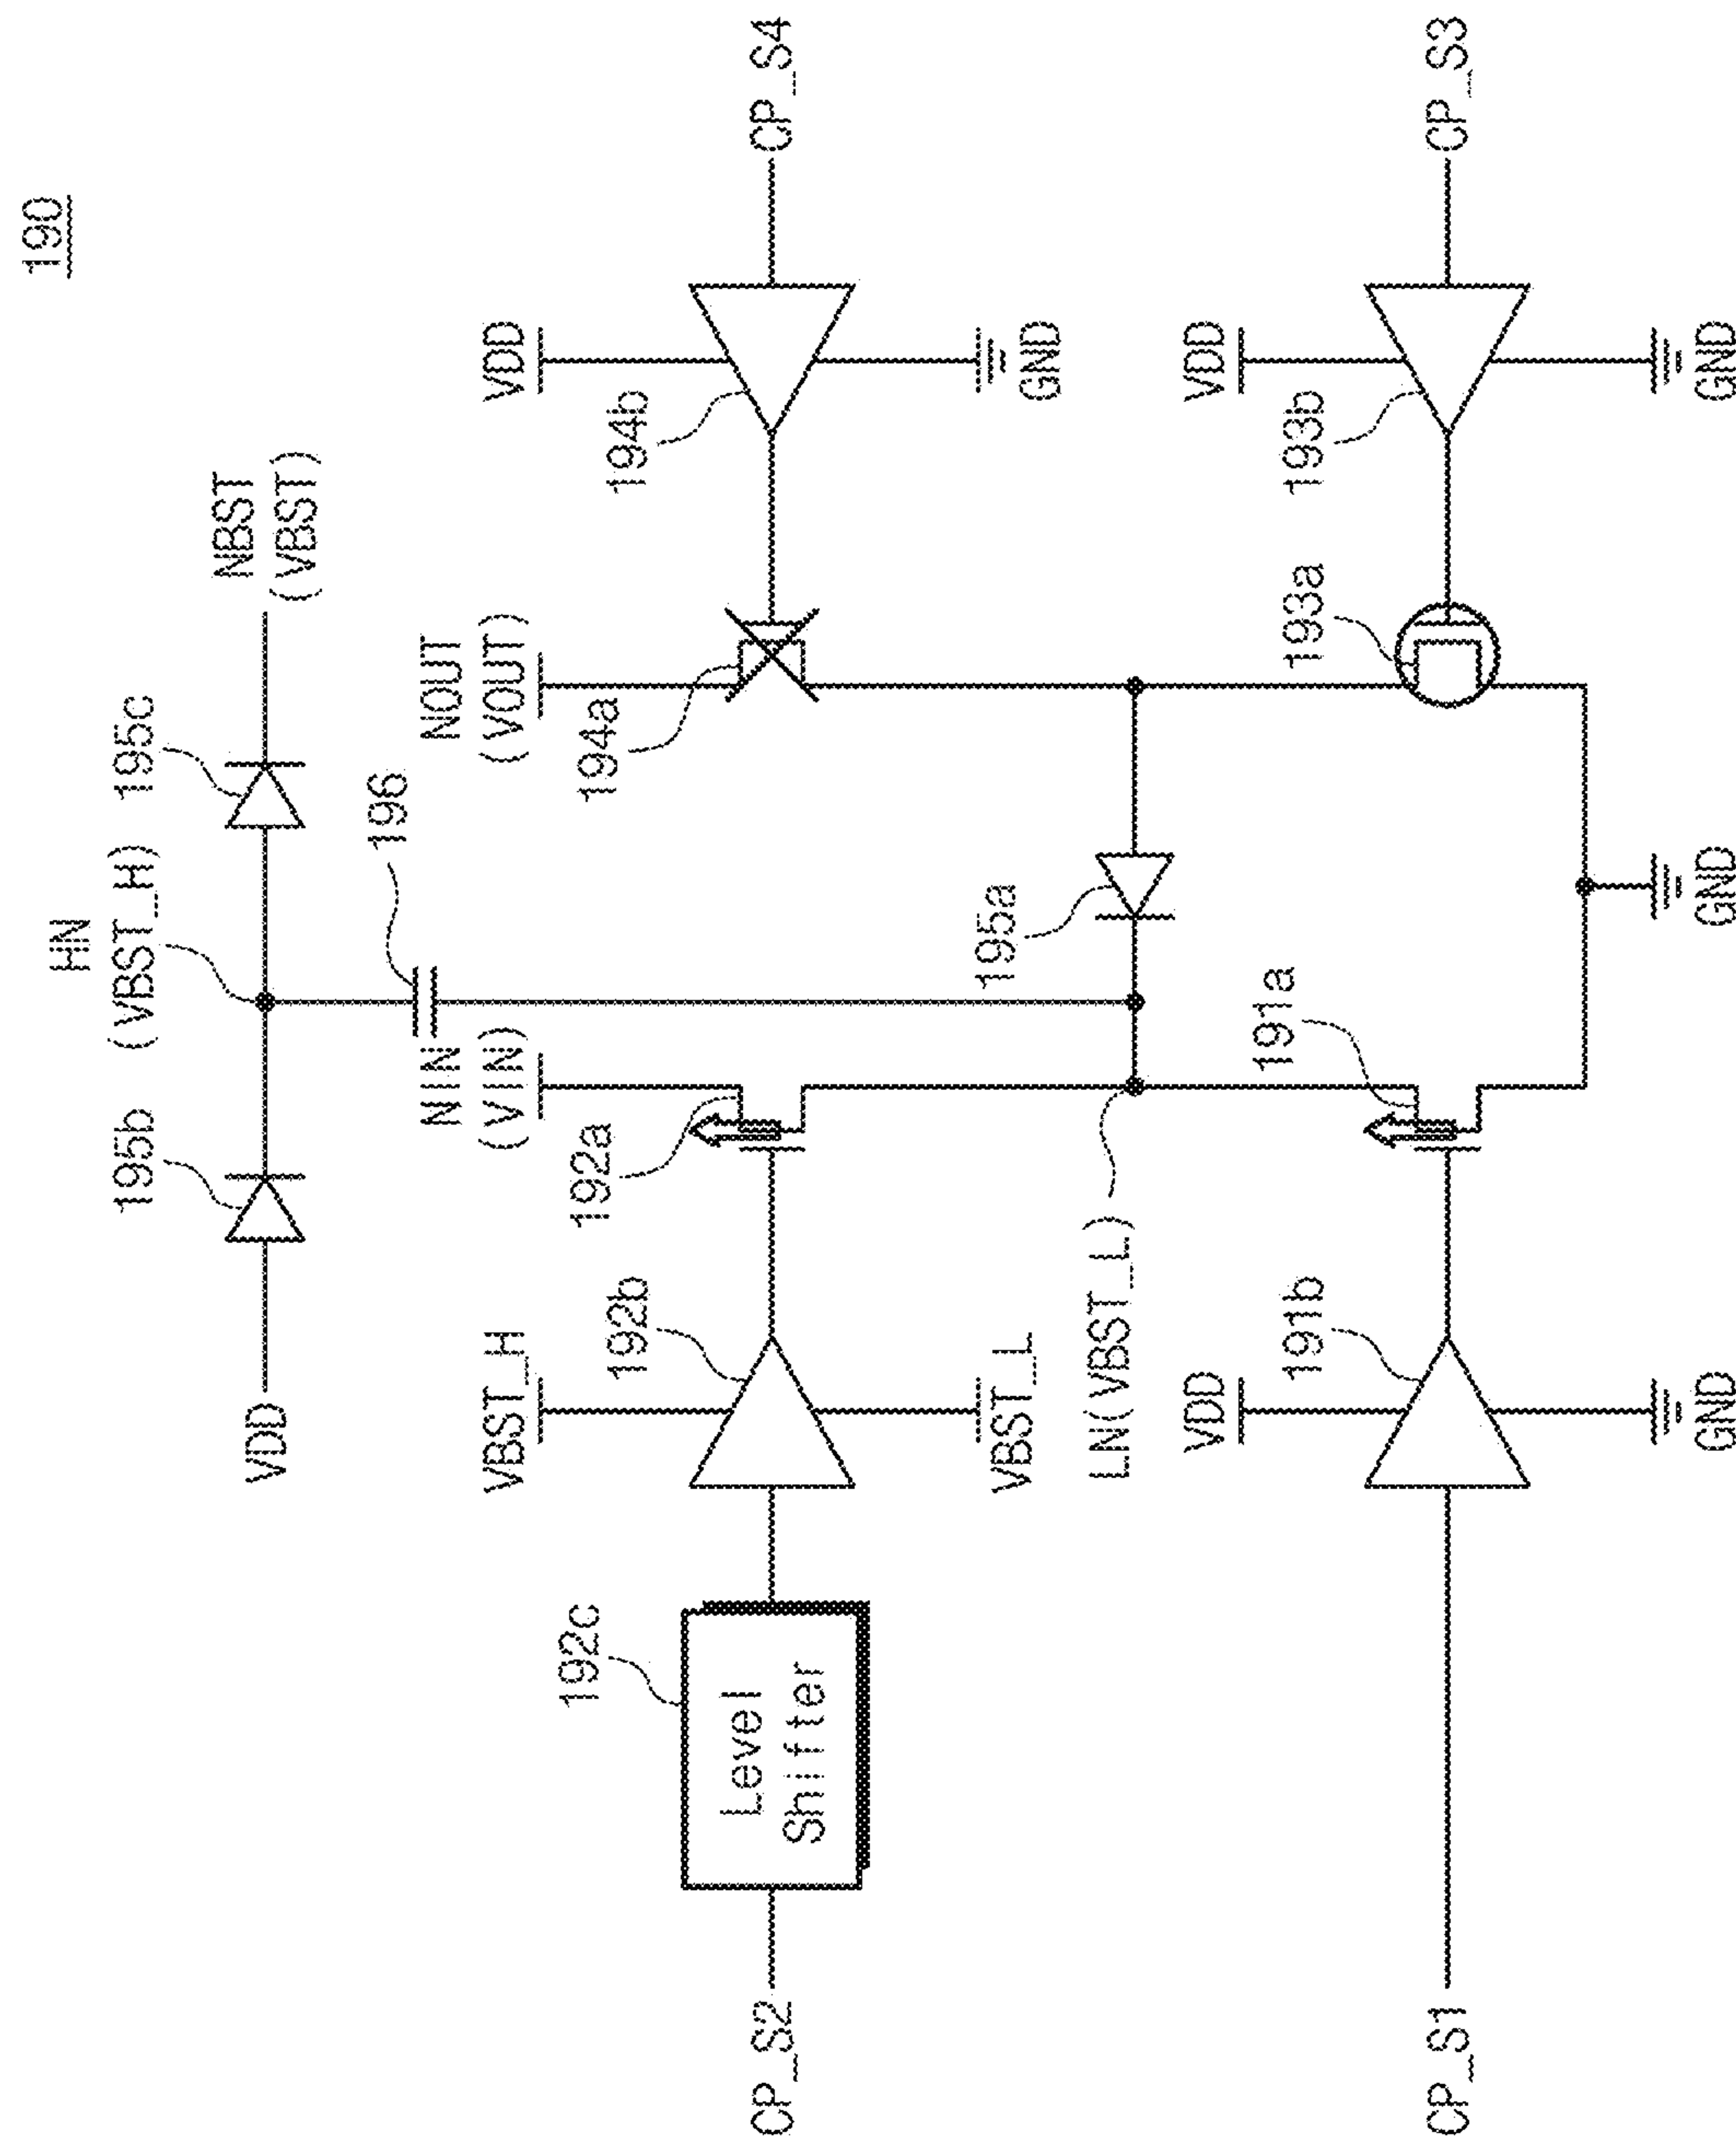 190
HN
(VBST_H)
195b
195c
NBST
(VBST)
VDD
196
NIN
(VIN)
NOUT
(VOUT)
VBST_H
VDD
192c
192b
192a
194a
194b
Level
Shifter
CP_S2
CP_S4
VBST_L
195a
GND
LN(VBST_L)
VDD
VDD
191b
191a
193a
193b
CP_S1
CP_S3
GND
GND
GND